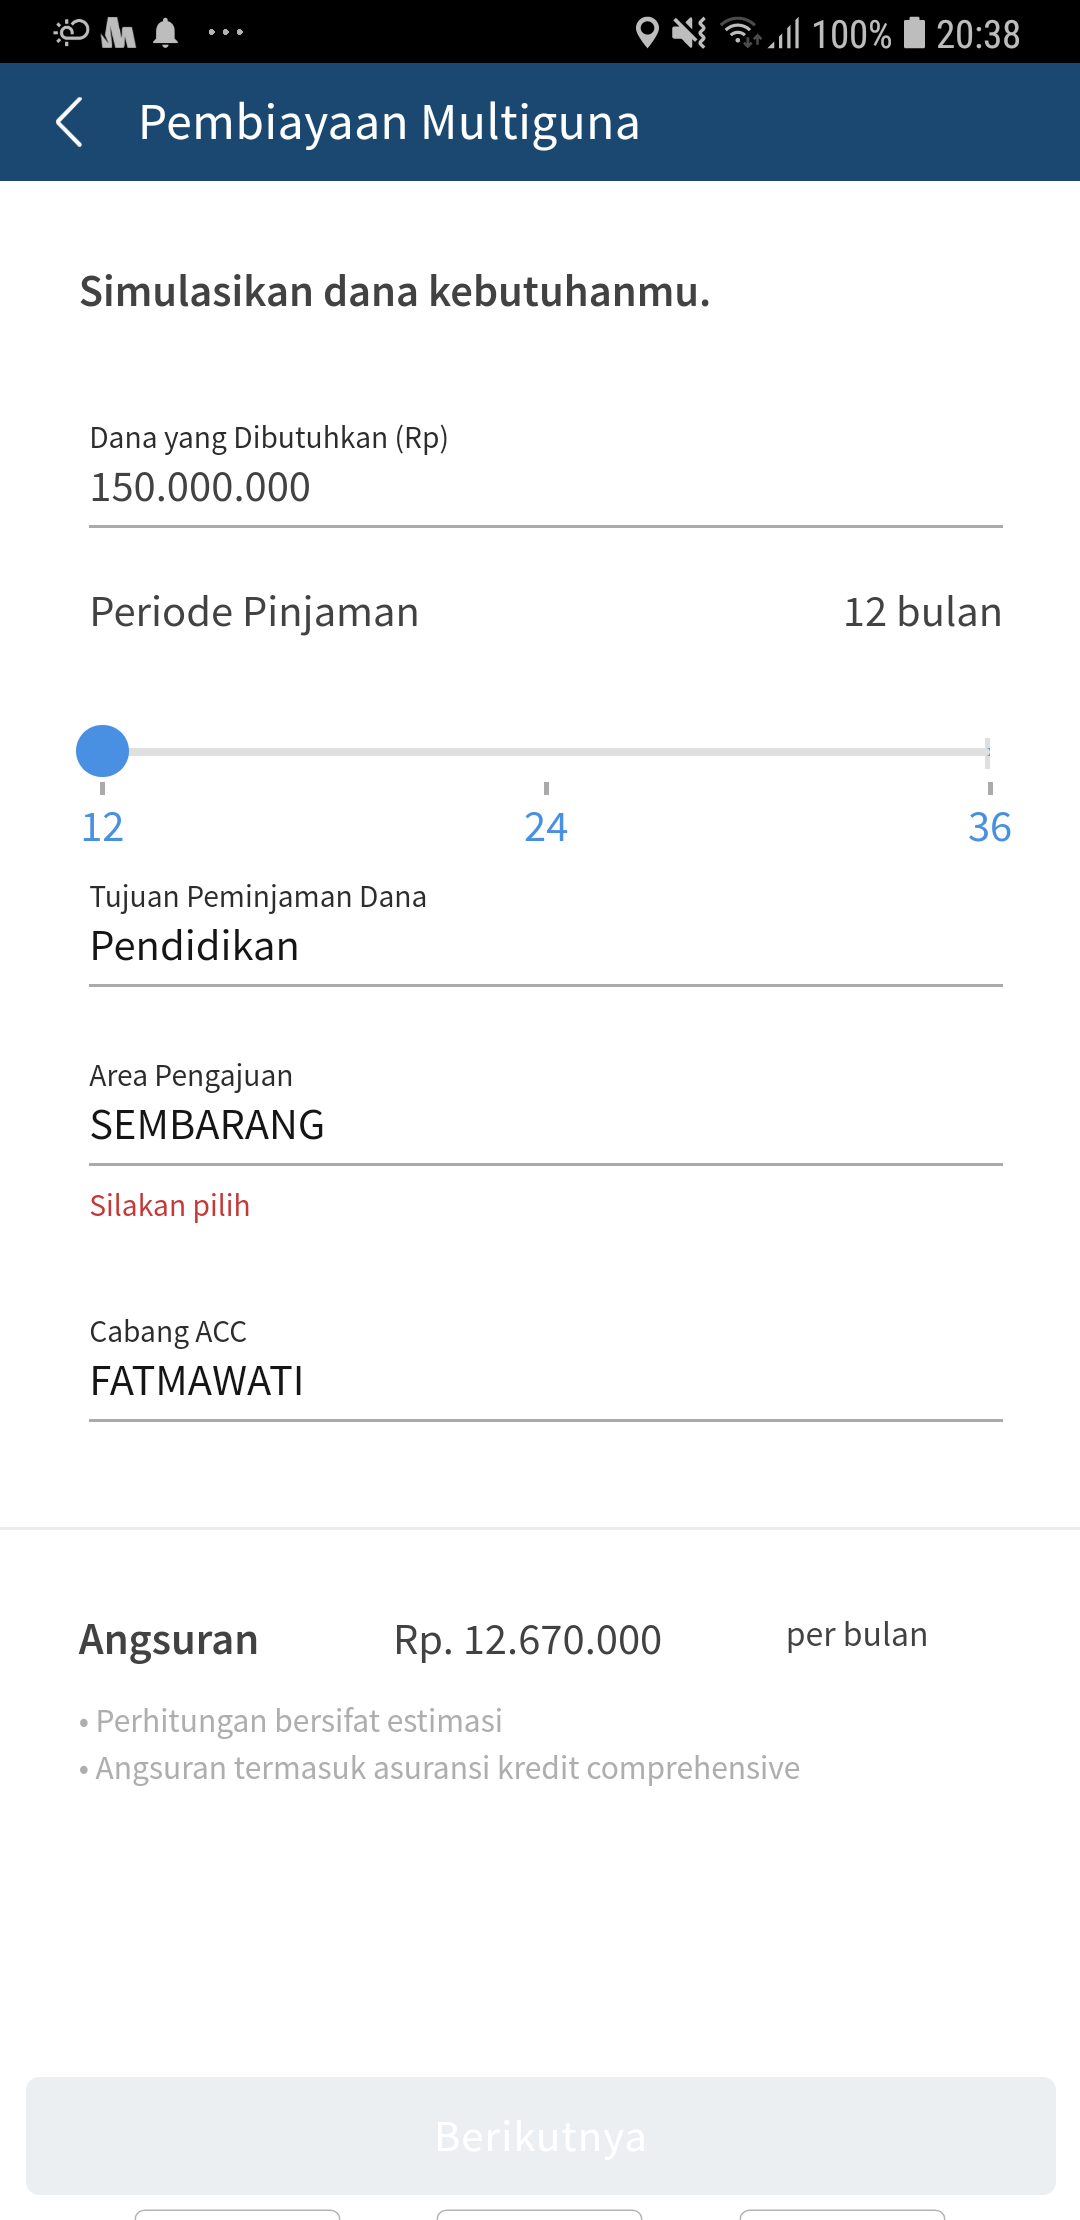 100% 20:38
Pembiayaan Multiguna
Simulasikan dana kebutuhanmu.
Dana yang Dibutuhkan (Rp)
150.000.000
Periode Pinjaman 12 bulan
12 24 36
Tujuan Peminjaman Dana
Pendidikan
Area Pengajuan
SEMBARANG
Silakan pilih
Cabang ACC
FATMAWATI
Angsuran Rp. 12.670.000 per bulan
• Perhitungan bersifat estimasi
• Angsuran termasuk asuransi kredit comprehensive
Berikutnya